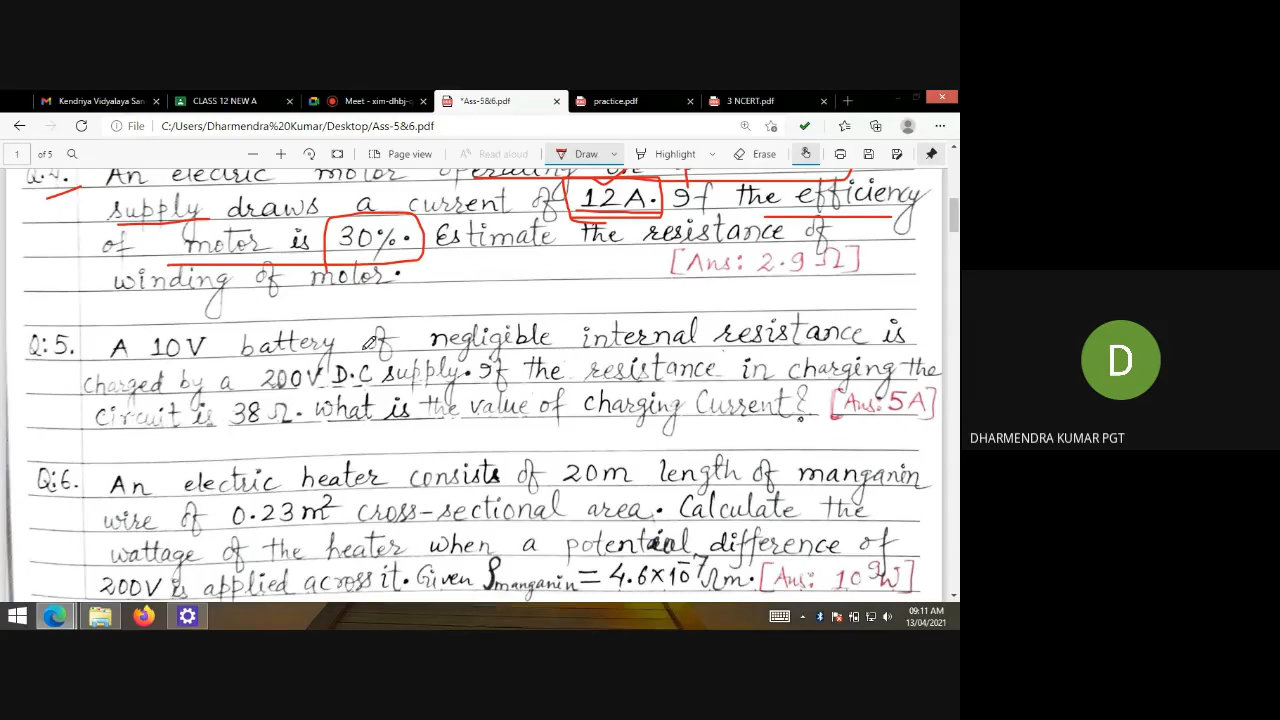 Kendriya Vidyalaya San
CLASS 12 NEW A
Meet - xim-dhbj-q
*Ass-5&6.pdf
practice.pdf
3 NCERT.pdf
File
C:/Users/Dharmendra%20Kumar/Desktop/Ass-5&6.pdf
1 of 5
Page view
Read aloud
Draw
Highlight
Erase
Q.4. An electric motor operating on
supply draws a current of 12 A. If the efficiency
of motor is 30%. Estimate the resistance of
winding of motor. [Ans: 2.9 Ω]
Q:5. A 10V battery of negligible internal resistance is
charged by a 200V D.C supply. If the resistance in charging the
circuit is 38 Ω. What is the value of charging Current? [Ans: 5A]
Q:6. An electric heater consists of 20m length of manganin
wire of 0.23m² cross-sectional area. Calculate the
wattage of the heater when a potential difference of
200V is applied across it. Given ρmanganin = 4.6×10⁻⁷Ωm. [Ans: 10⁹W]
09:11 AM
13/04/2021
D
DHARMENDRA KUMAR PGT